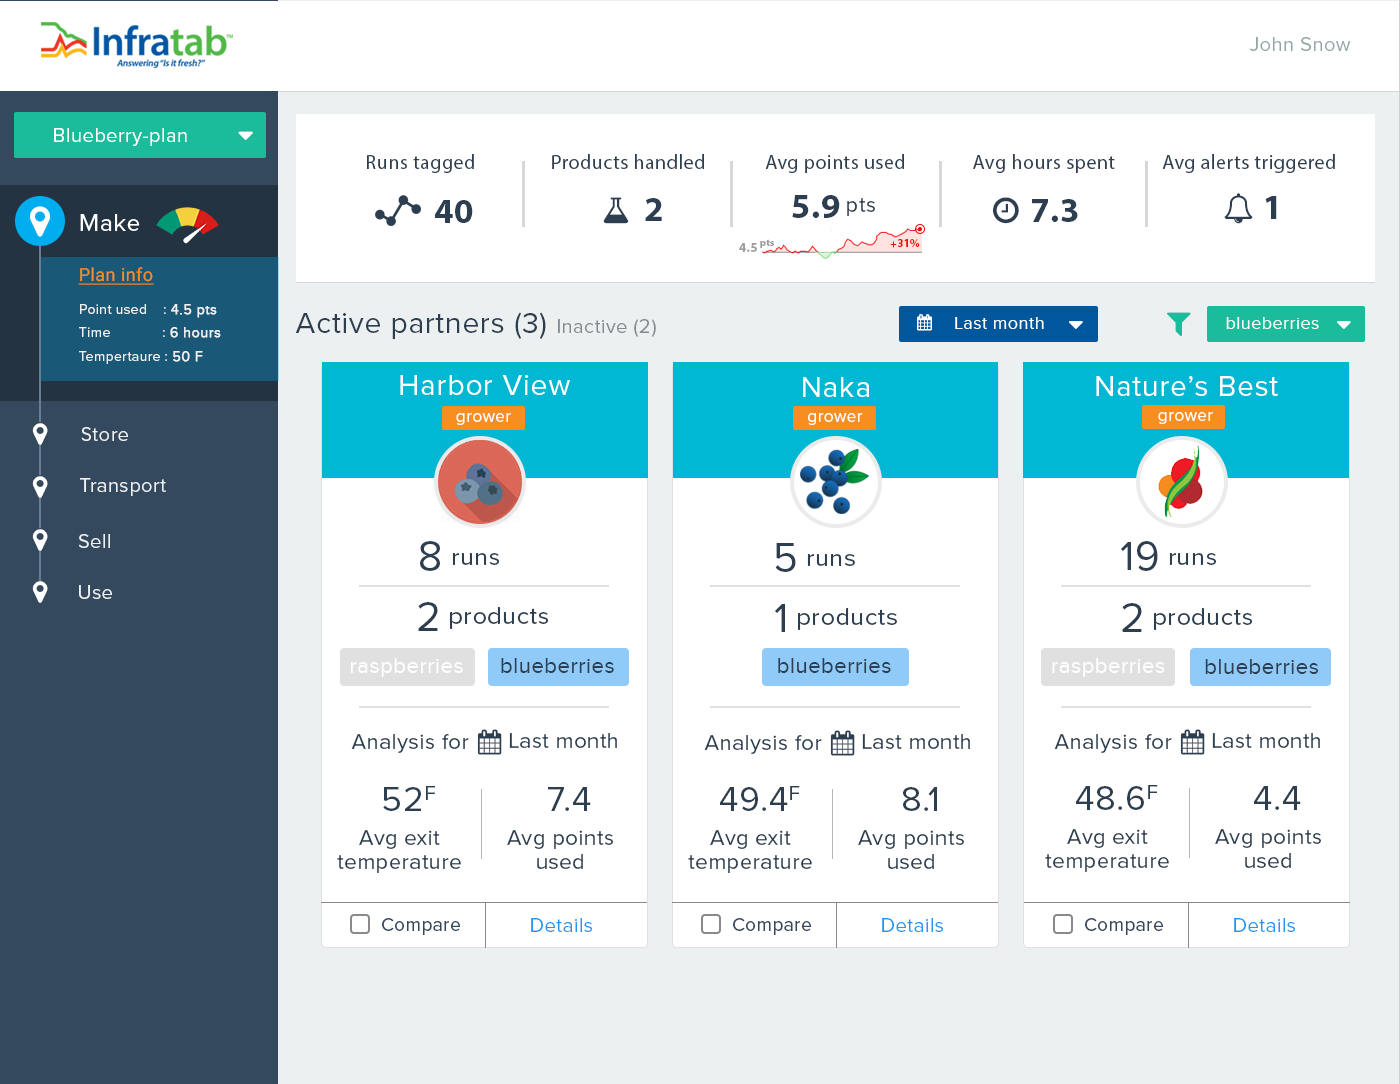 Infratab™
Answering "Is it fresh?"
John Snow
Blueberry-plan
Make
Plan info
Point used : 4.5 pts
Time : 6 hours
Tempertaure : 50 F
Store
Transport
Sell
Use
Runs tagged
40
Products handled
2
Avg points used
5.9 pts
4.5 pts
+31%
Avg hours spent
7.3
Avg alerts triggered
1
Active partners (3) Inactive (2)
Last month
blueberries
Harbor View
grower
8 runs
2 products
raspberries blueberries
Analysis for Last month
52F 7.4
Avg exit temperature
Avg points used
Compare Details
Naka
grower
5 runs
1 products
blueberries
Analysis for Last month
49.4F 8.1
Avg exit temperature
Avg points used
Compare Details
Nature's Best
grower
19 runs
2 products
raspberries blueberries
Analysis for Last month
48.6F 4.4
Avg exit temperature
Avg points used
Compare Details